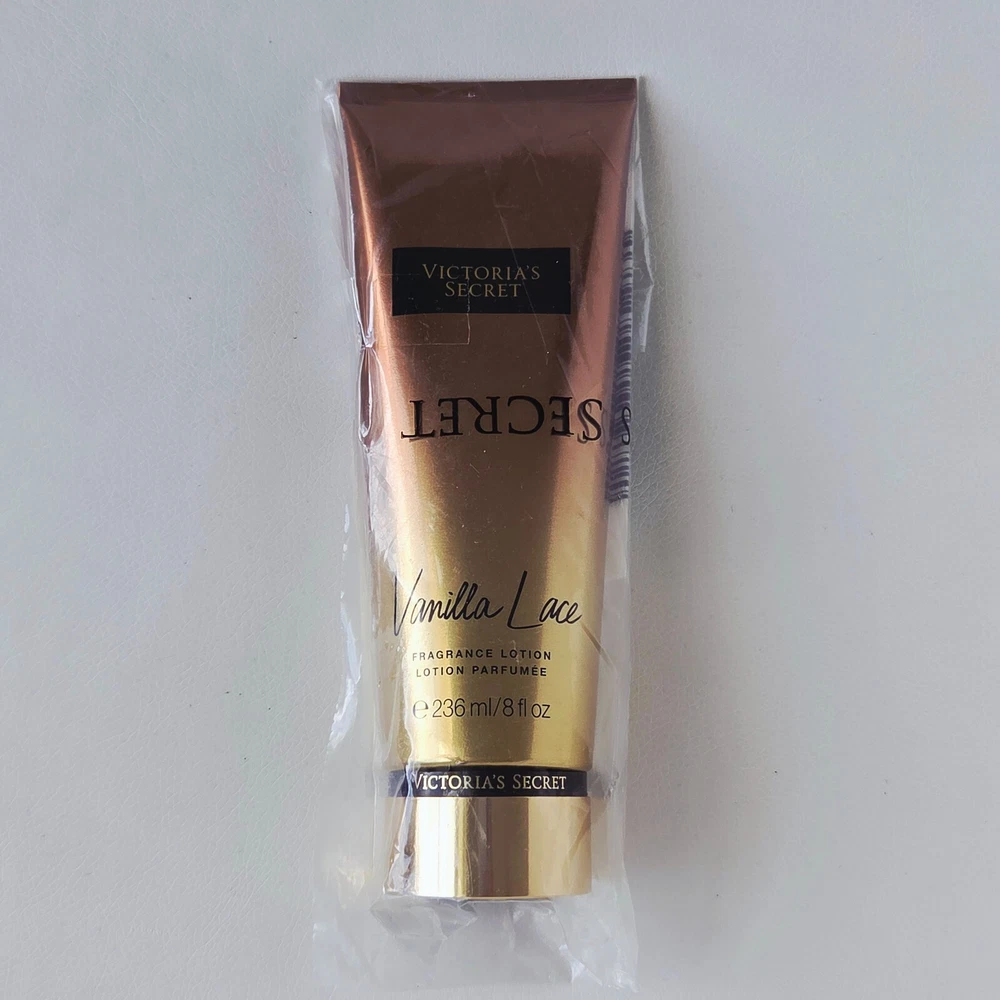 VICTORIA'S
SECRET
SECRET
Vanilla Lace
FRAGRANCE LOTION
LOTION PARFUMÉE
℮ 236 ml/8 fl oz
VICTORIA'S SECRET